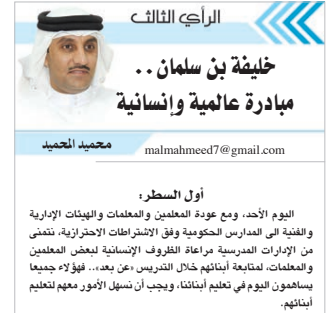 الرأي الثالث
خليفة بن سلمان..
مبادرة عالمية وإنسانية
محميد المحميد
malmahmeed7@gmail.com
أول السطر:
اليوم الأحد، ومع عودة المعلمين والمعلمات والهيئات الإدارية
والفنية الى المدارس الحكومية وفق الاشتراطات الاحترازية، نتمنى
من الإدارات المدرسية مراعاة الظروف الإنسانية لبعض المعلمين
والمعلمات، لمتابعة أبنائهم خلال التدريس «عن بعد».. فهؤلاء جميعا
يساهمون اليوم في تعليم أبنائنا، ويجب أن نسهل الأمور معهم لتعليم
أبنائهم.